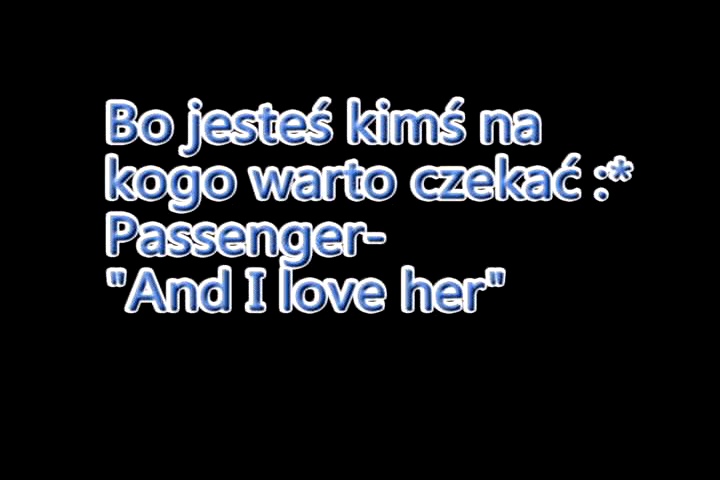 Bo jesteś kimś na
kogo warto czekać :*
Passenger-
"And I love her"